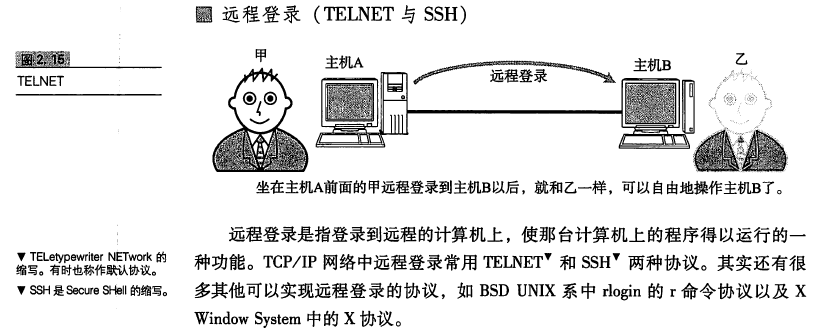 远程登录（TELNET 与 SSH）
图 2.15
TELNET
甲
主机A
远程登录
主机B
乙
坐在主机A前面的甲远程登录到主机B以后，就和乙一样，可以自由地操作主机B了。
远程登录是指登录到远程的计算机上，使那台计算机上的程序得以运行的一
种功能。TCP/IP 网络中远程登录常用 TELNET▼ 和 SSH▼ 两种协议。其实还有很
多其他可以实现远程登录的协议，如 BSD UNIX 系中 rlogin 的 r 命令协议以及 X
Window System 中的 X 协议。
▼ TELetypewriter NETwork 的
缩写。有时也称作默认协议。
▼ SSH 是 Secure SHell 的缩写。